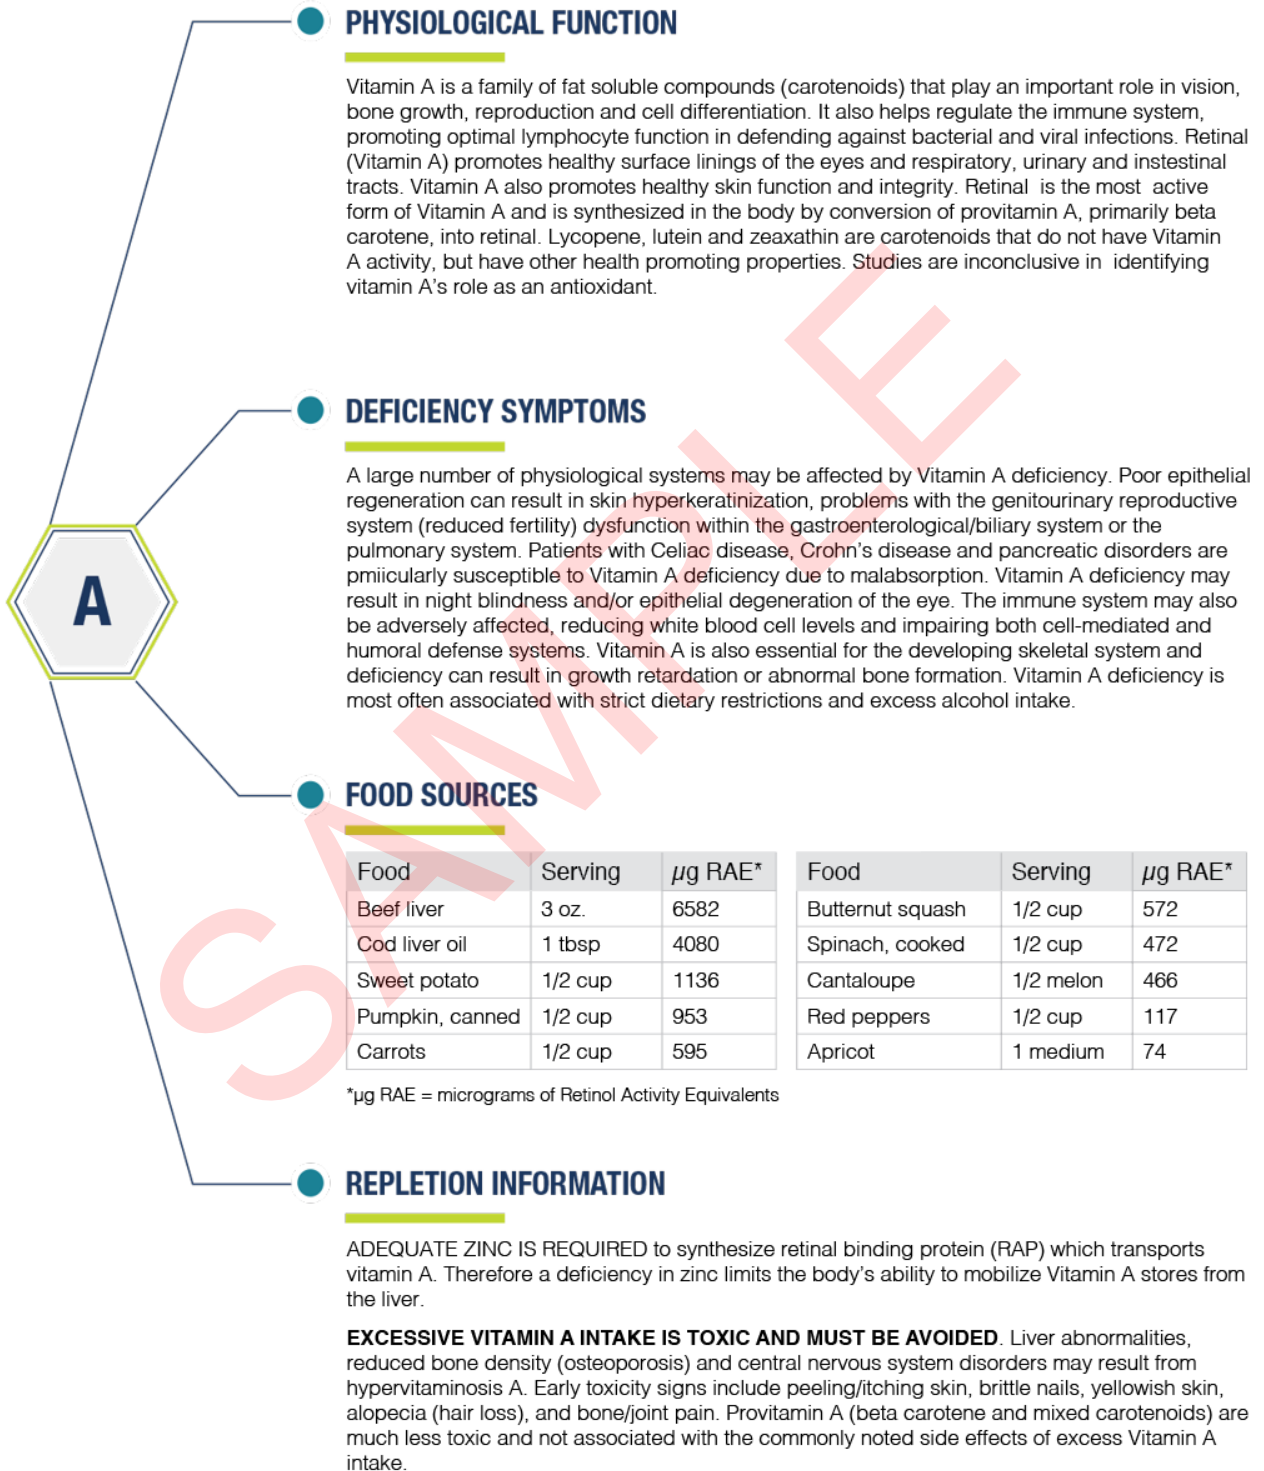 PHYSIOLOGICAL FUNCTION
Vitamin A is a family of fat soluble compounds (carotenoids) that play an important role in vision,
bone growth, reproduction and cell differentiation. It also helps regulate the immune system,
promoting optimal lymphocyte function in defending against bacterial and viral infections. Retinal
(Vitamin A) promotes healthy surface linings of the eyes and respiratory, urinary and instestinal
tracts. Vitamin A also promotes healthy skin function and integrity. Retinal is the most active
form of Vitamin A and is synthesized in the body by conversion of provitamin A, primarily beta
carotene, into retinal. Lycopene, lutein and zeaxathin are carotenoids that do not have Vitamin
A activity, but have other health promoting properties. Studies are inconclusive in identifying
vitamin A's role as an antioxidant.
DEFICIENCY SYMPTOMS
A large number of physiological systems may be affected by Vitamin A deficiency. Poor epithelial
regeneration can result in skin hyperkeratinization, problems with the genitourinary reproductive
system (reduced fertility) dysfunction within the gastroenterological/biliary system or the
pulmonary system. Patients with Celiac disease, Crohn's disease and pancreatic disorders are
pmiicularly susceptible to Vitamin A deficiency due to malabsorption. Vitamin A deficiency may
result in night blindness and/or epithelial degeneration of the eye. The immune system may also
be adversely affected, reducing white blood cell levels and impairing both cell-mediated and
humoral defense systems. Vitamin A is also essential for the developing skeletal system and
deficiency can result in growth retardation or abnormal bone formation. Vitamin A deficiency is
most often associated with strict dietary restrictions and excess alcohol intake.
A
FOOD SOURCES
Food Serving µg RAE*
Beef liver 3 oz. 6582
Cod liver oil 1 tbsp 4080
Sweet potato 1/2 cup 1136
Pumpkin, canned 1/2 cup 953
Carrots 1/2 cup 595
Food Serving µg RAE*
Butternut squash 1/2 cup 572
Spinach, cooked 1/2 cup 472
Cantaloupe 1/2 melon 466
Red peppers 1/2 cup 117
Apricot 1 medium 74
*µg RAE = micrograms of Retinol Activity Equivalents
REPLETION INFORMATION
ADEQUATE ZINC IS REQUIRED to synthesize retinal binding protein (RAP) which transports
vitamin A. Therefore a deficiency in zinc limits the body's ability to mobilize Vitamin A stores from
the liver.
EXCESSIVE VITAMIN A INTAKE IS TOXIC AND MUST BE AVOIDED. Liver abnormalities,
reduced bone density (osteoporosis) and central nervous system disorders may result from
hypervitaminosis A. Early toxicity signs include peeling/itching skin, brittle nails, yellowish skin,
alopecia (hair loss), and bone/joint pain. Provitamin A (beta carotene and mixed carotenoids) are
much less toxic and not associated with the commonly noted side effects of excess Vitamin A
intake.
SAMPLE